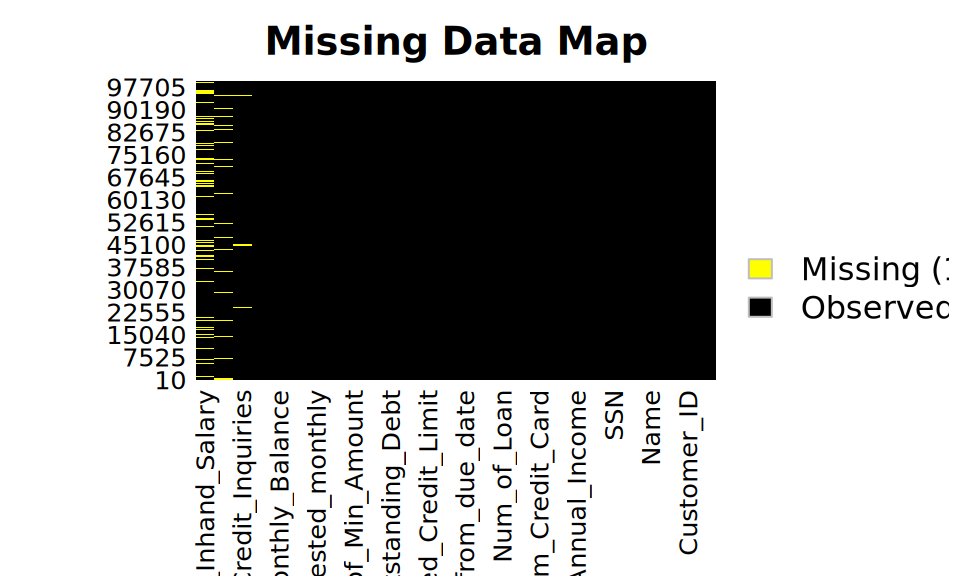 Missing Data Map
97705
90190
82675
75160
67645
60130
52615
45100
37585
30070
22555
15040
7525
10
Missing (
Observed
_Inhand_Salary
Credit_Inquiries
onthly_Balance
ested_monthly
of_Min_Amount
standing_Debt
ed_Credit_Limit
from_due_date
Num_of_Loan
m_Credit_Card
Annual_Income
SSN
Name
Customer_ID